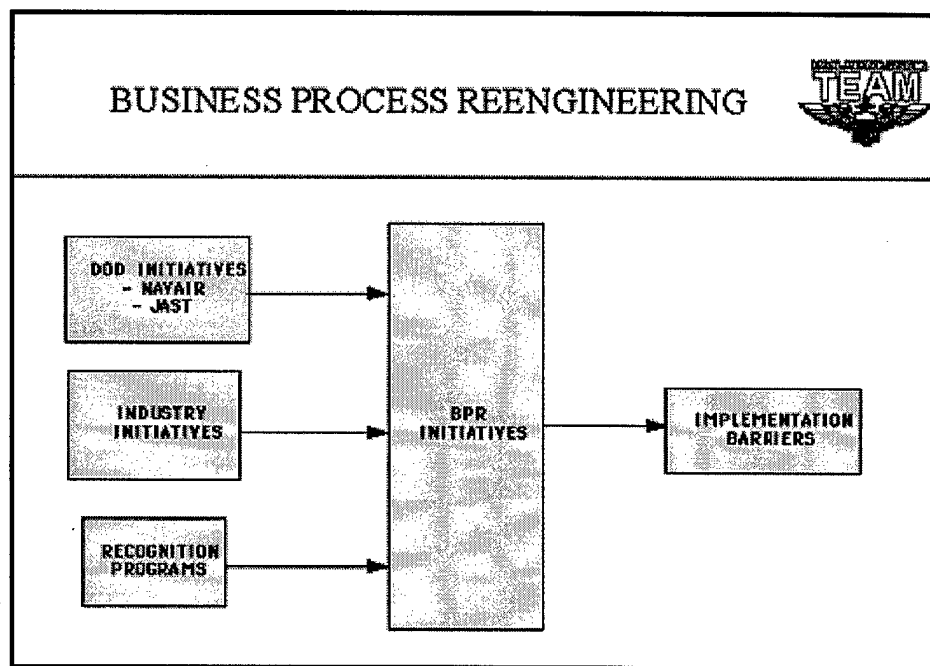 BUSINESS PROCESS REENGINEERING
TEAM
DOD INITIATIVES
- NAVAIR
- JAST
INDUSTRY
INITIATIVES
BPR
INITIATIVES
IMPLEMENTATION
BARRIERS
RECOGNITION
PROGRAMS